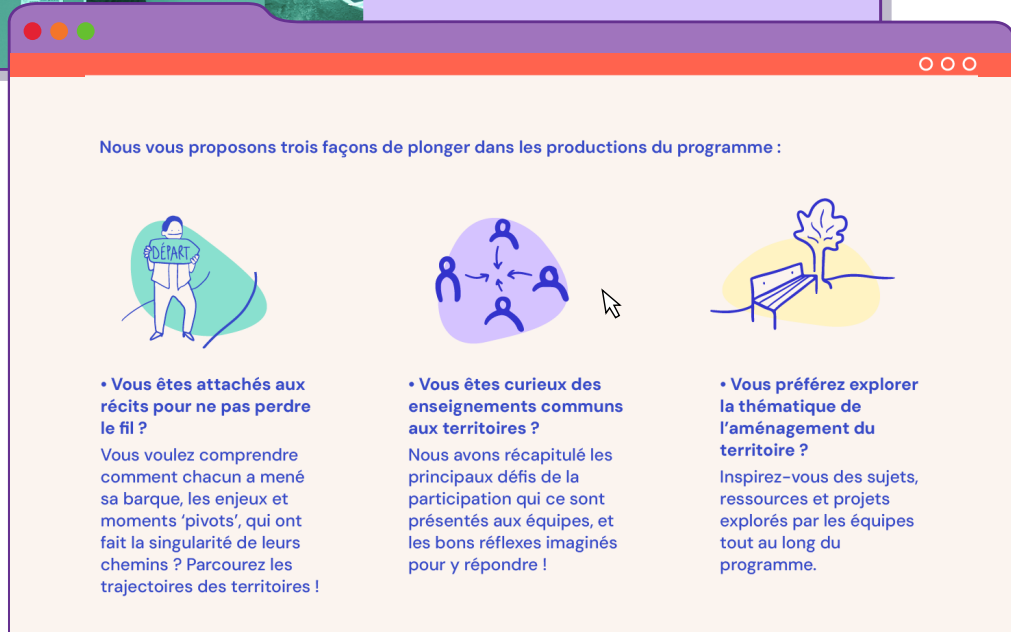 Nous vous proposons trois façons de plonger dans les productions du programme :
DÉPART
• Vous êtes attachés aux
récits pour ne pas perdre
le fil ?
Vous voulez comprendre
comment chacun a mené
sa barque, les enjeux et
moments ‘pivots’, qui ont
fait la singularité de leurs
chemins ? Parcourez les
trajectoires des territoires !
• Vous êtes curieux des
enseignements communs
aux territoires ?
Nous avons récapitulé les
principaux défis de la
participation qui ce sont
présentés aux équipes, et
les bons réflexes imaginés
pour y répondre !
• Vous préférez explorer
la thématique de
l’aménagement du
territoire ?
Inspirez-vous des sujets,
ressources et projets
explorés par les équipes
tout au long du
programme.